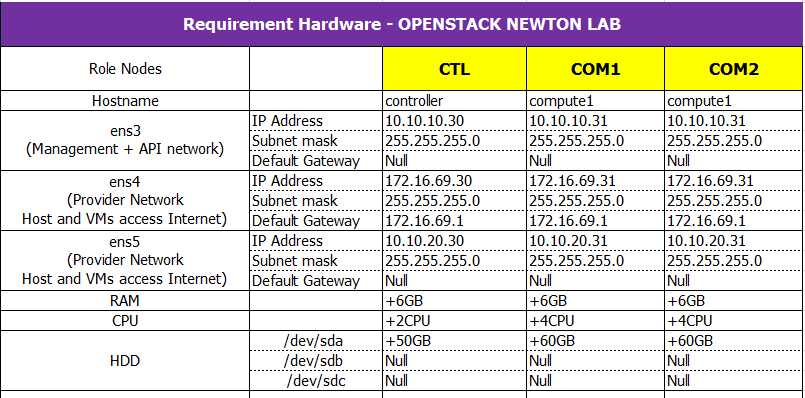 Requirement Hardware - OPENSTACK NEWTON LAB
Role Nodes CTL COM1 COM2
Hostname controller compute1 compute1
ens3
(Management + API network)
IP Address 10.10.10.30 10.10.10.31 10.10.10.31
Subnet mask 255.255.255.0 255.255.255.0 255.255.255.0
Default Gateway Null Null Null
ens4
(Provider Network
Host and VMs access Internet)
IP Address 172.16.69.30 172.16.69.31 172.16.69.31
Subnet mask 255.255.255.0 255.255.255.0 255.255.255.0
Default Gateway 172.16.69.1 172.16.69.1 172.16.69.1
ens5
(Provider Network
Host and VMs access Internet)
IP Address 10.10.20.30 10.10.20.31 10.10.20.31
Subnet mask 255.255.255.0 255.255.255.0 255.255.255.0
Default Gateway Null Null Null
RAM +6GB +6GB +6GB
CPU +2CPU +4CPU +4CPU
HDD
/dev/sda +50GB +60GB +60GB
/dev/sdb Null Null Null
/dev/sdc Null Null Null